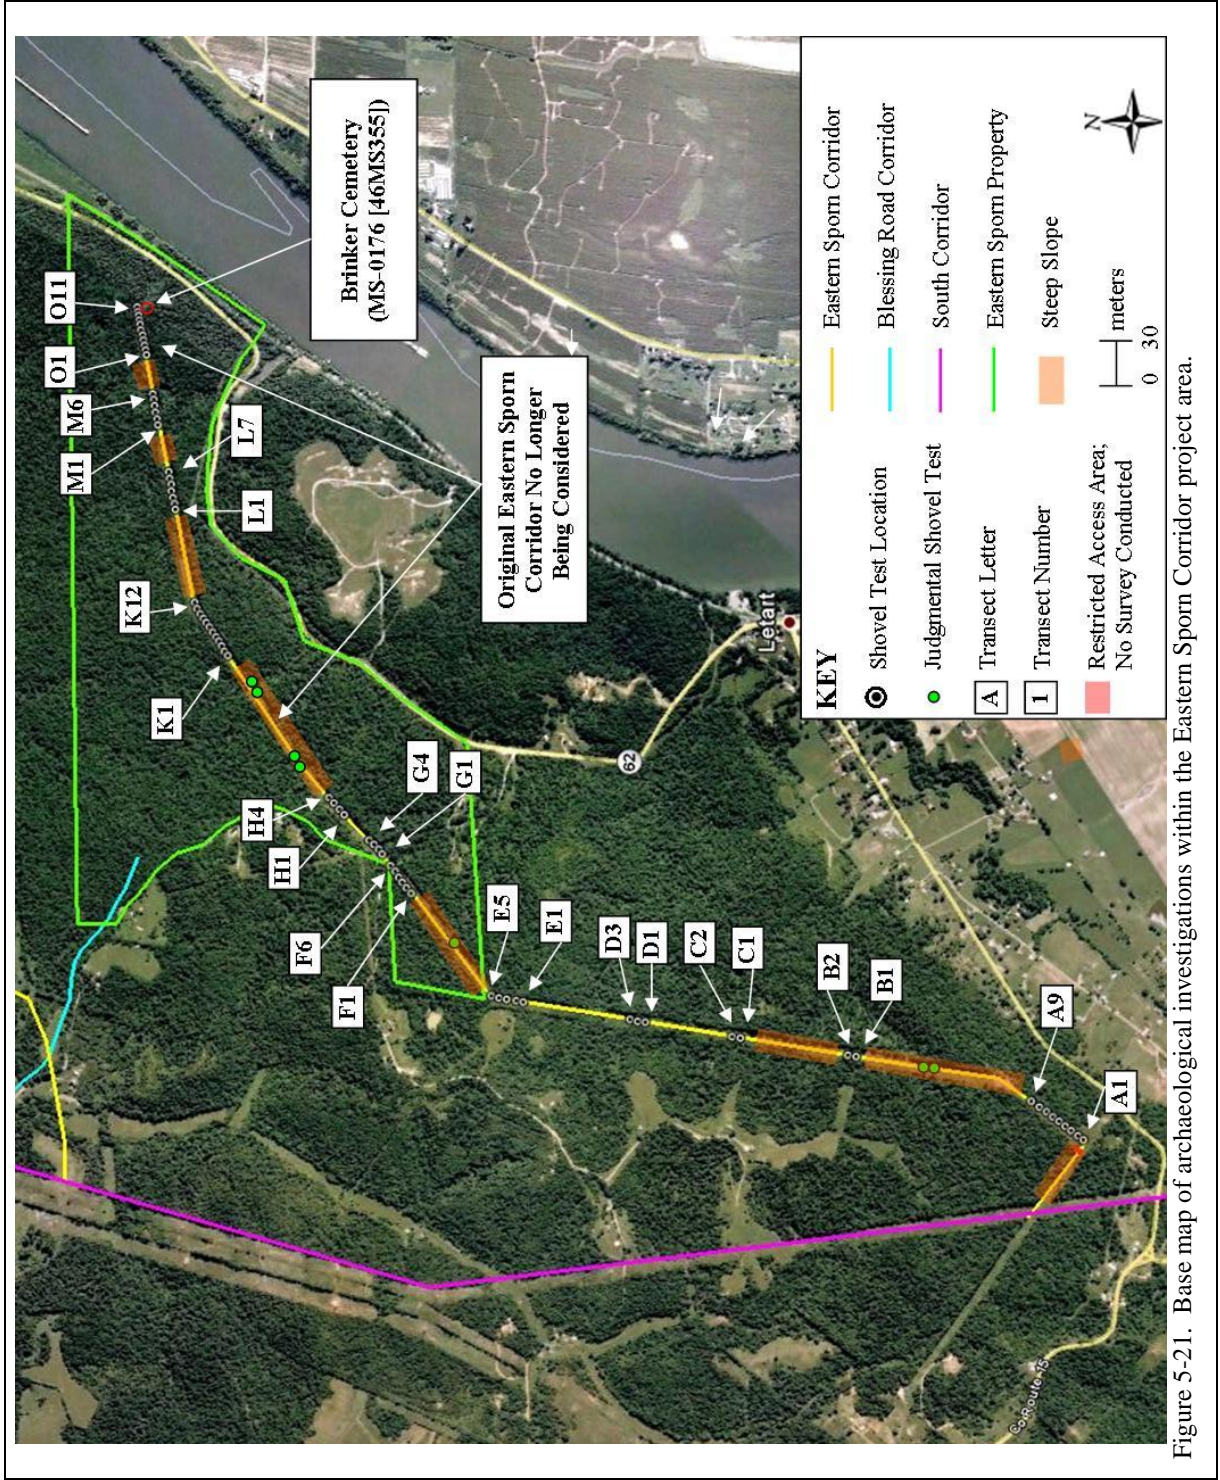 Brinker Cemetery
(MS-0176 [46MS355])
Original Eastern Sporn
Corridor No Longer
Being Considered
O11
O1
M6
M1
L7
L1
K12
K1
H4
H1
G4
G1
F6
F1
E5
E1
D3
D1
C2
C1
B2
B1
A9
A1
62
Letart
Co Route 15
KEY
Shovel Test Location
Judgmental Shovel Test
A Transect Letter
1 Transect Number
Restricted Access Area;
No Survey Conducted
Eastern Sporn Corridor
Blessing Road Corridor
South Corridor
Eastern Sporn Property
Steep Slope
0 30 meters
N
Figure 5-21. Base map of archaeological investigations within the Eastern Sporn Corridor project area.